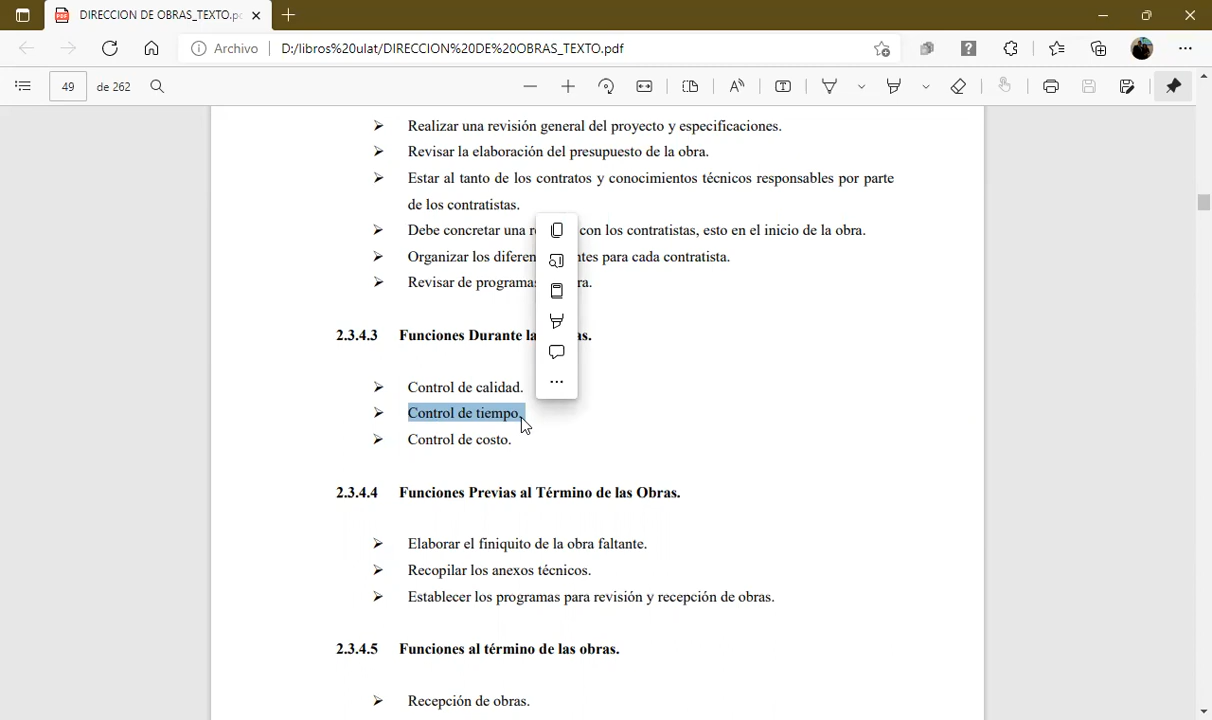 DIRECCION DE OBRAS_TEXTO.p
Archivo
D:/libros%20ulat/DIRECCION%20DE%20OBRAS_TEXTO.pdf
49
de 262
Realizar una revisión general del proyecto y especificaciones.
Revisar la elaboración del presupuesto de la obra.
Estar al tanto de los contratos y conocimientos técnicos responsables por parte
de los contratistas.
Debe concretar una con los contratistas, esto en el inicio de la obra.
Organizar los para cada contratista.
Revisar de
2.3.4.3 Funciones Durante
Control de calidad.
Control de tiempo.
Control de costo.
2.3.4.4 Funciones Previas al Término de las Obras.
Elaborar el finiquito de la obra faltante.
Recopilar los anexos técnicos.
Establecer los programas para revisión y recepción de obras.
2.3.4.5 Funciones al término de las obras.
Recepción de obras.